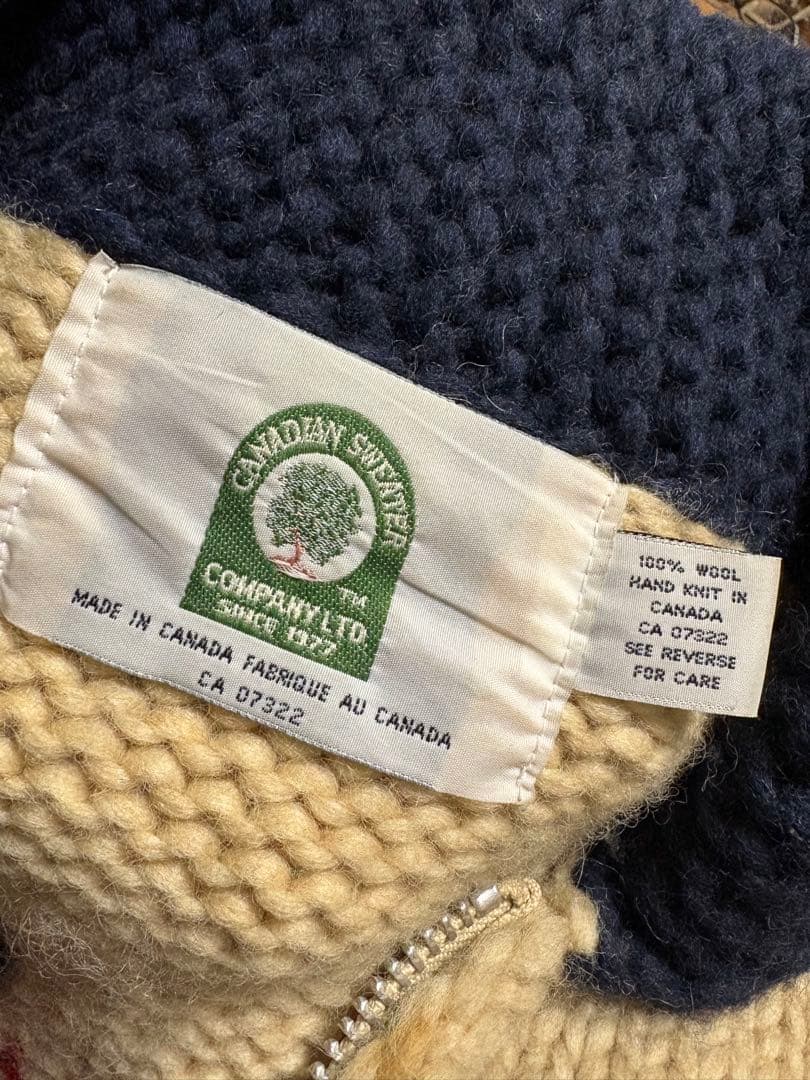 CANADIAN SWEATER
COMPANY LTD
TM
SINCE 1977
MADE IN CANADA FABRIQUE AU CANADA
CA 07322
100% WOOL
HAND KNIT IN
CANADA
CA 07322
SEE REVERSE
FOR CARE